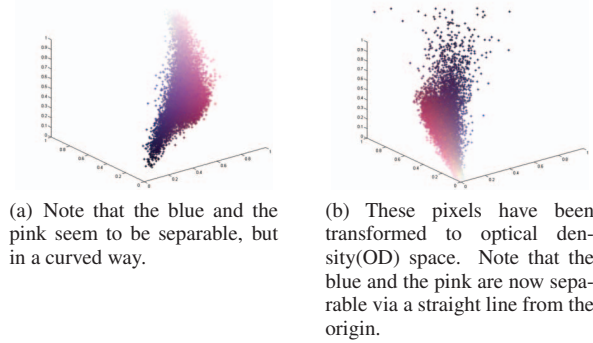 (a) Note that the blue and the
pink seem to be separable, but
in a curved way.
(b) These pixels have been
transformed to optical den-
sity(OD) space. Note that the
blue and the pink are now sepa-
rable via a straight line from the
origin.